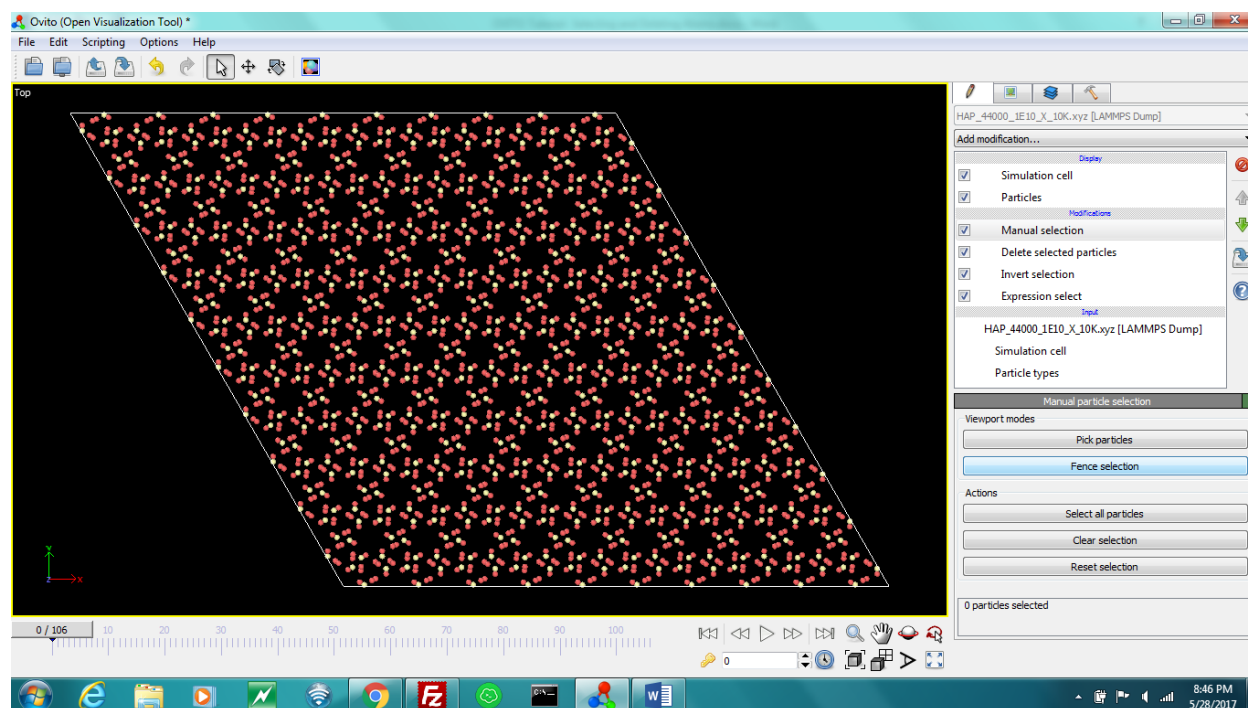 Ovito (Open Visualization Tool) *
File Edit Scripting Options Help
Top
HAP_44000_1E10_X_10K.xyz [LAMMPS Dump]
Add modification...
Display
Simulation cell
Particles
Modifications
Manual selection
Delete selected particles
Invert selection
Expression select
Input
HAP_44000_1E10_X_10K.xyz [LAMMPS Dump]
Simulation cell
Particle types
Manual particle selection
Viewport modes
Pick particles
Fence selection
Actions
Select all particles
Clear selection
Reset selection
0 particles selected
y
z x
0 / 106 10 20 30 40 50 60 70 80 90 100
0
C:\
8:46 PM
5/28/2017